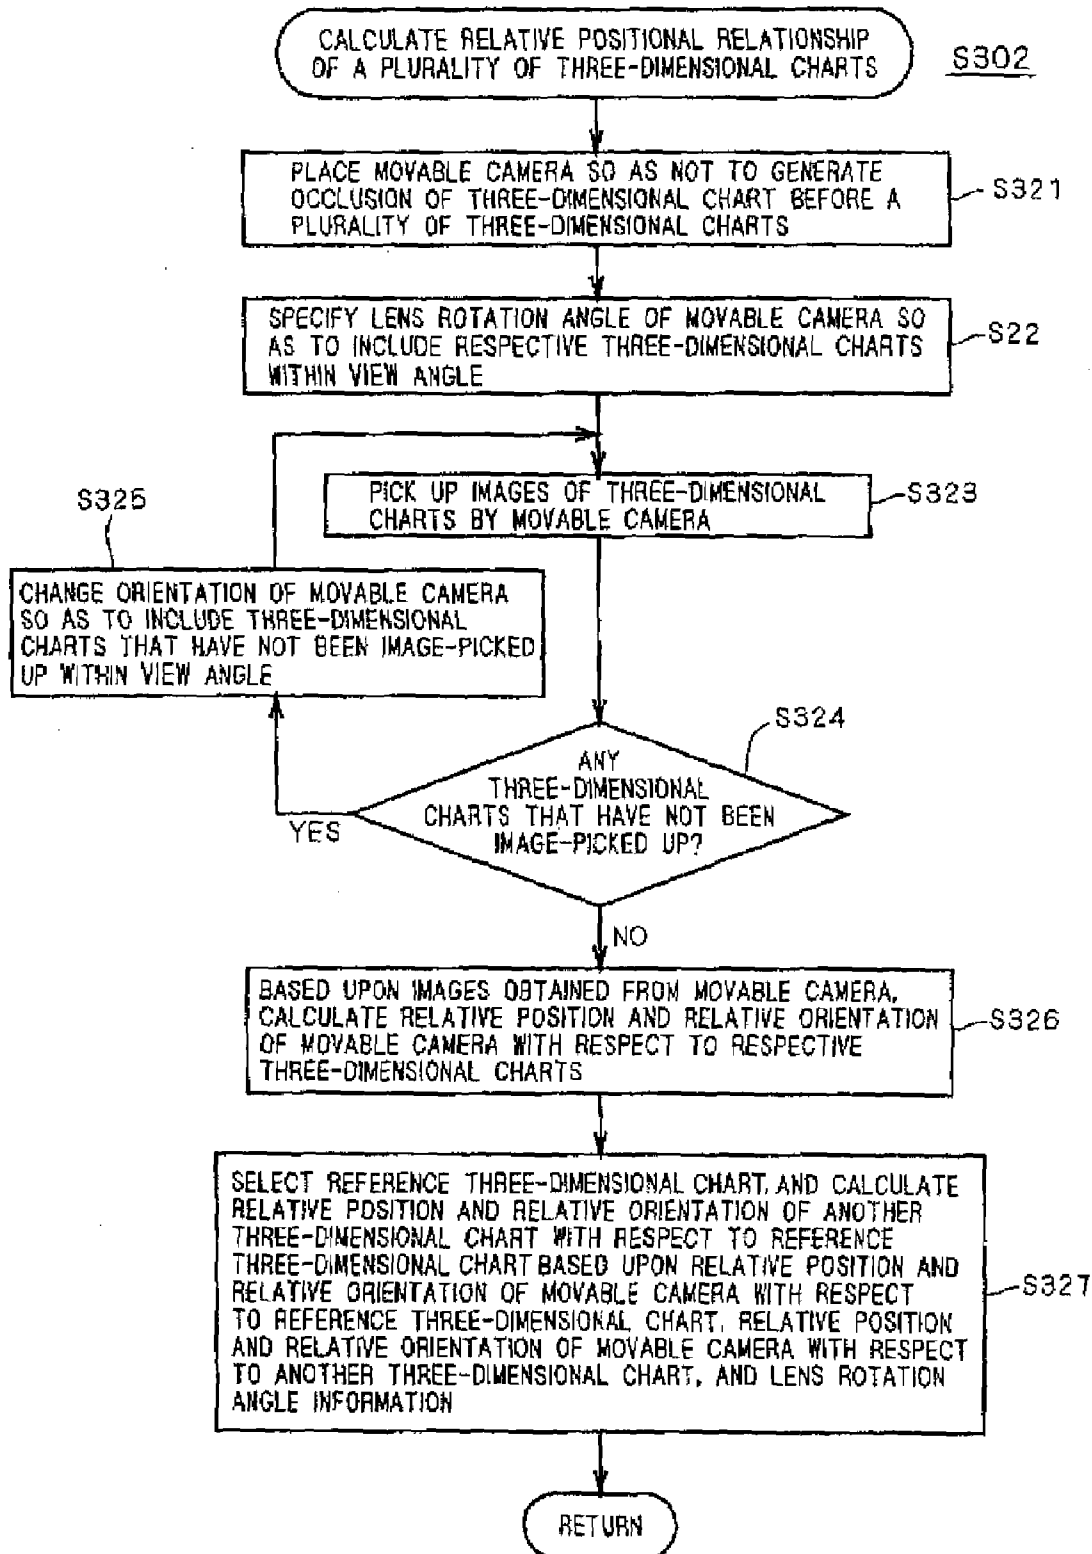 CALCULATE RELATIVE POSITIONAL RELATIONSHIP
OF A PLURALITY OF THREE-DIMENSIONAL CHARTS
S302
PLACE MOVABLE CAMERA SO AS NOT TO GENERATE
OCCLUSION OF THREE-DIMENSIONAL CHART BEFORE A
PLURALITY OF THREE-DIMENSIONAL CHARTS
S321
SPECIFY LENS ROTATION ANGLE OF MOVABLE CAMERA SO
AS TO INCLUDE RESPECTIVE THREE-DIMENSIONAL CHARTS
WITHIN VIEW ANGLE
S22
PICK UP IMAGES OF THREE-DIMENSIONAL
CHARTS BY MOVABLE CAMERA
S323
S325
CHANGE ORIENTATION OF MOVABLE CAMERA
SO AS TO INCLUDE THREE-DIMENSIONAL
CHARTS THAT HAVE NOT BEEN IMAGE-PICKED
UP WITHIN VIEW ANGLE
S324
ANY
THREE-DIMENSIONAL
CHARTS THAT HAVE NOT BEEN
IMAGE-PICKED UP?
YES
NO
BASED UPON IMAGES OBTAINED FROM MOVABLE CAMERA,
CALCULATE RELATIVE POSITION AND RELATIVE ORIENTATION
OF MOVABLE CAMERA WITH RESPECT TO RESPECTIVE
THREE-DIMENSIONAL CHARTS
S326
SELECT REFERENCE THREE-DIMENSIONAL CHART, AND CALCULATE
RELATIVE POSITION AND RELATIVE ORIENTATION OF ANOTHER
THREE-DIMENSIONAL CHART WITH RESPECT TO REFERENCE
THREE-DIMENSIONAL CHART BASED UPON RELATIVE POSITION AND
RELATIVE ORIENTATION OF MOVABLE CAMERA WITH RESPECT
TO REFERENCE THREE-DIMENSIONAL CHART, RELATIVE POSITION
AND RELATIVE ORIENTATION OF MOVABLE CAMERA WITH RESPECT
TO ANOTHER THREE-DIMENSIONAL CHART, AND LENS ROTATION
ANGLE INFORMATION
S327
RETURN